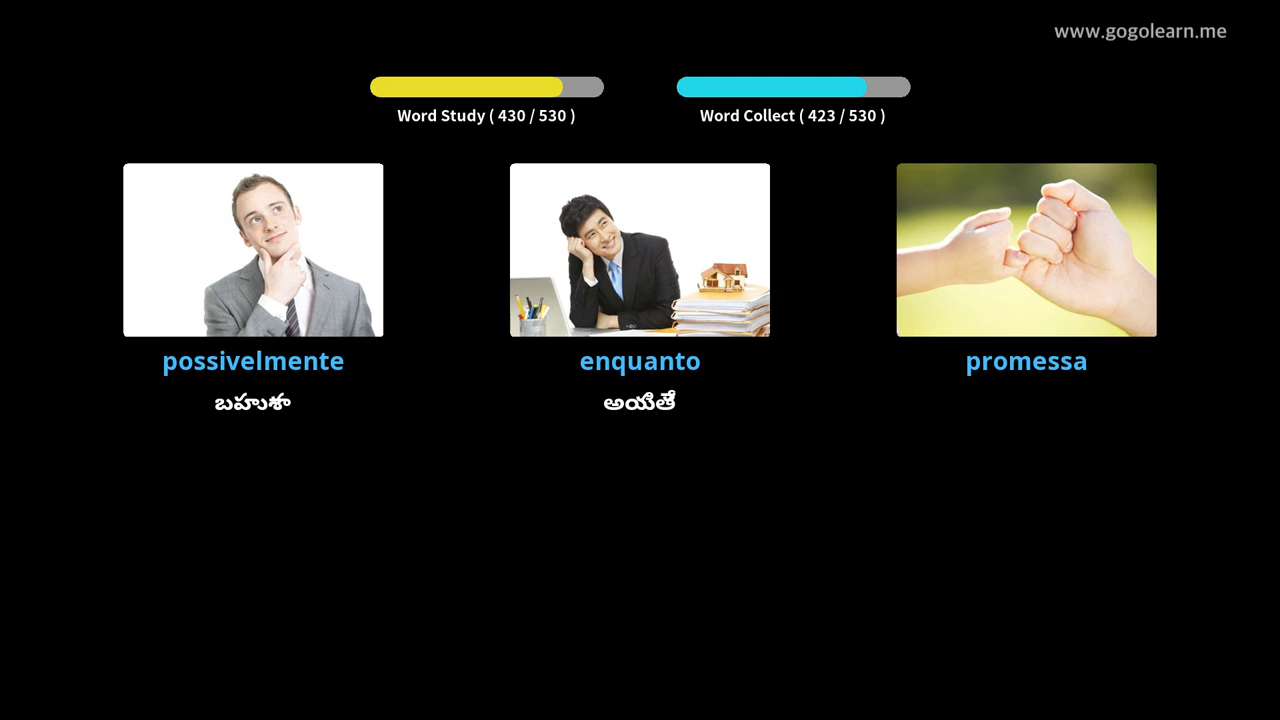 www.gogolearn.me
Word Study ( 430 / 530 )
Word Collect ( 423 / 530 )
possivelmente
enquanto
promessa
బహుశా
అయితే